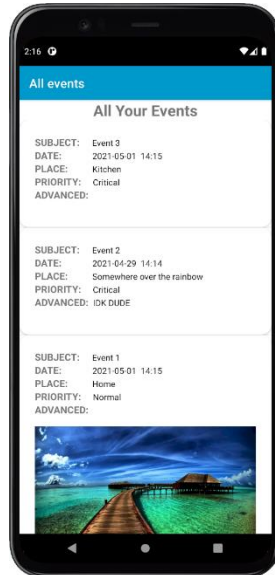 2:16
All events
All Your Events
SUBJECT: Event 3
DATE: 2021-05-01 14:15
PLACE: Kitchen
PRIORITY: Critical
ADVANCED:
SUBJECT: Event 2
DATE: 2021-04-29 14:14
PLACE: Somewhere over the rainbow
PRIORITY: Critical
ADVANCED: IDK DUDE
SUBJECT: Event 1
DATE: 2021-05-01 14:15
PLACE: Home
PRIORITY: Normal
ADVANCED: